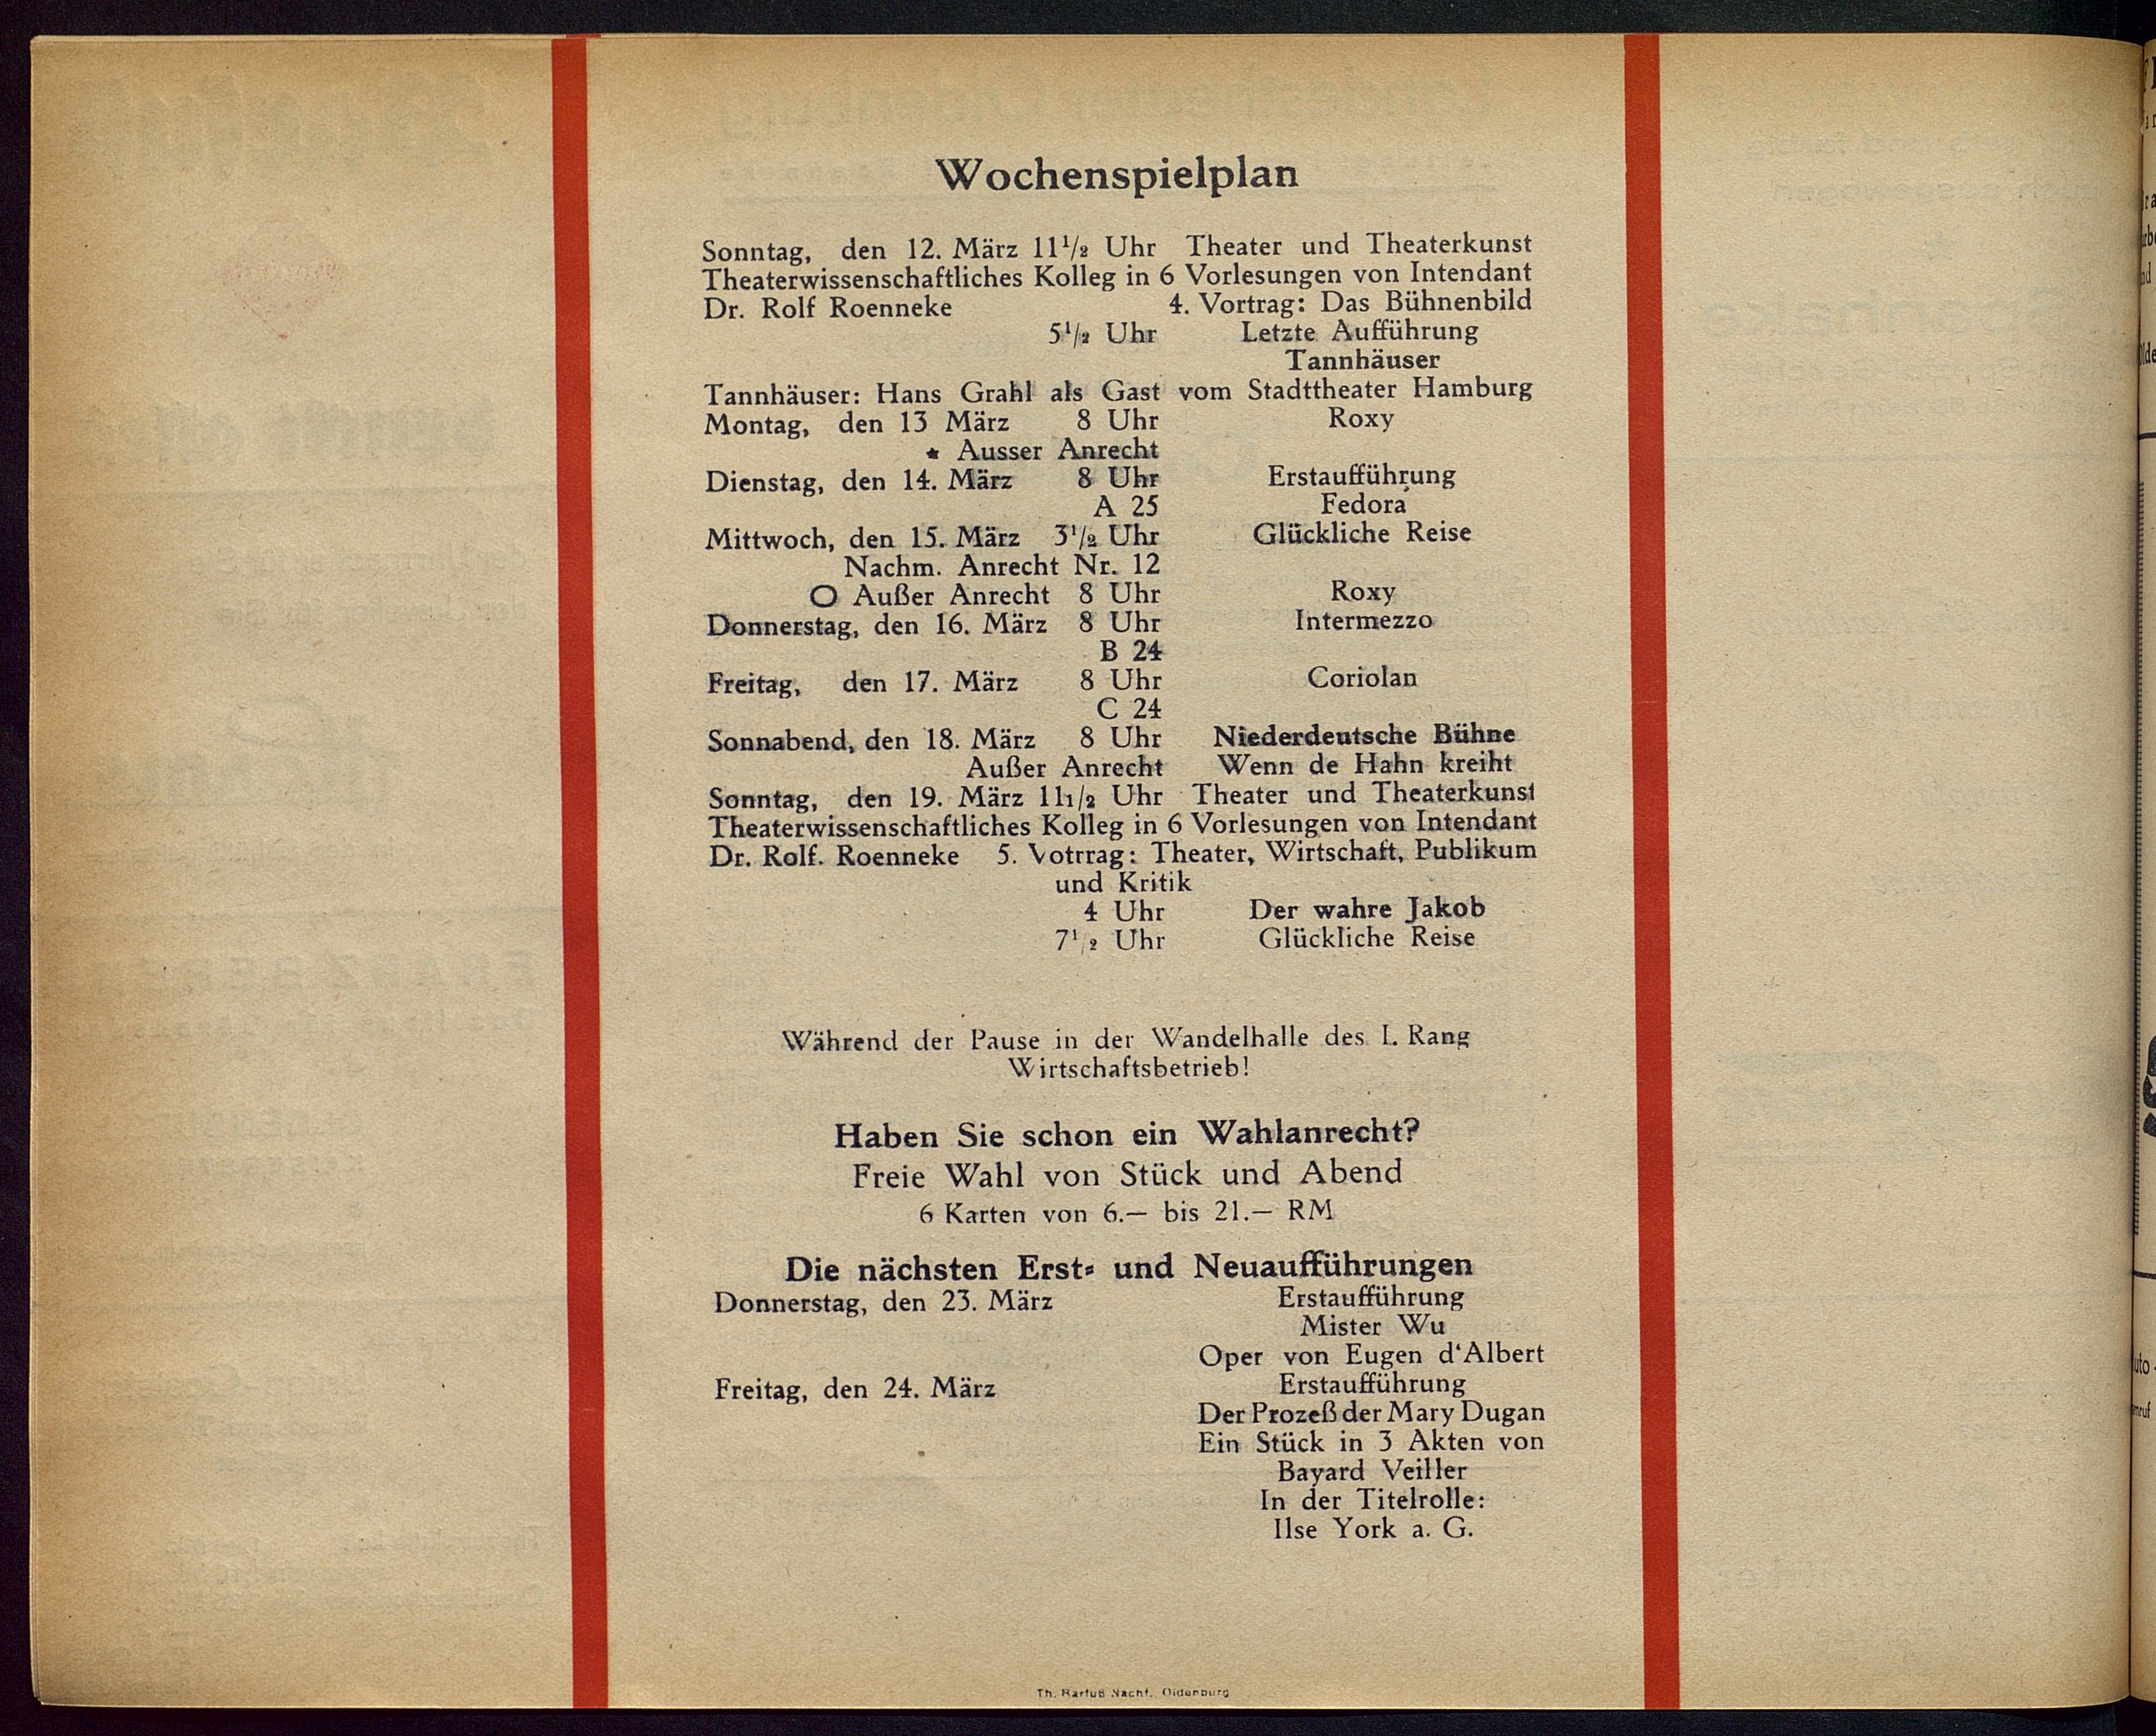 Wochenspielplan
Sonntag, den 12. März 11¹/₂ Uhr Theater und Theaterkunst
Theaterwissenschaftliches Kolleg in 6 Vorlesungen von Intendant
Dr. Rolf Roenneke 4. Vortrag: Das Bühnenbild
5¹/₂ Uhr Letzte Aufführung
Tannhäuser
Tannhäuser: Hans Grahl als Gast vom Stadttheater Hamburg
Montag, den 13 März 8 Uhr Roxy
* Ausser Anrecht
Dienstag, den 14. März 8 Uhr Erstaufführung
A 25 Fedora
Mittwoch, den 15. März 3¹/₂ Uhr Glückliche Reise
Nachm. Anrecht Nr. 12
O Außer Anrecht 8 Uhr Roxy
Donnerstag, den 16. März 8 Uhr Intermezzo
B 24
Freitag, den 17. März 8 Uhr Coriolan
C 24
Sonnabend, den 18. März 8 Uhr Niederdeutsche Bühne
Außer Anrecht Wenn de Hahn kreiht
Sonntag, den 19. März 11₁/₂ Uhr Theater und Theaterkunst
Theaterwissenschaftliches Kolleg in 6 Vorlesungen von Intendant
Dr. Rolf. Roenneke 5. Votrrag: Theater, Wirtschaft, Publikum
und Kritik
4 Uhr Der wahre Jakob
7¹/₂ Uhr Glückliche Reise
Während der Pause in der Wandelhalle des I. Rang
Wirtschaftsbetrieb!
Haben Sie schon ein Wahlanrecht?
Freie Wahl von Stück und Abend
6 Karten von 6.— bis 21.— RM
Die nächsten Erst- und Neuaufführungen
Donnerstag, den 23. März Erstaufführung
Mister Wu
Oper von Eugen d'Albert
Freitag, den 24. März Erstaufführung
Der Prozeß der Mary Dugan
Ein Stück in 3 Akten von
Bayard Veiller
In der Titelrolle:
Ilse York a. G.
Th. Barfuß Nachf. Oldenburg